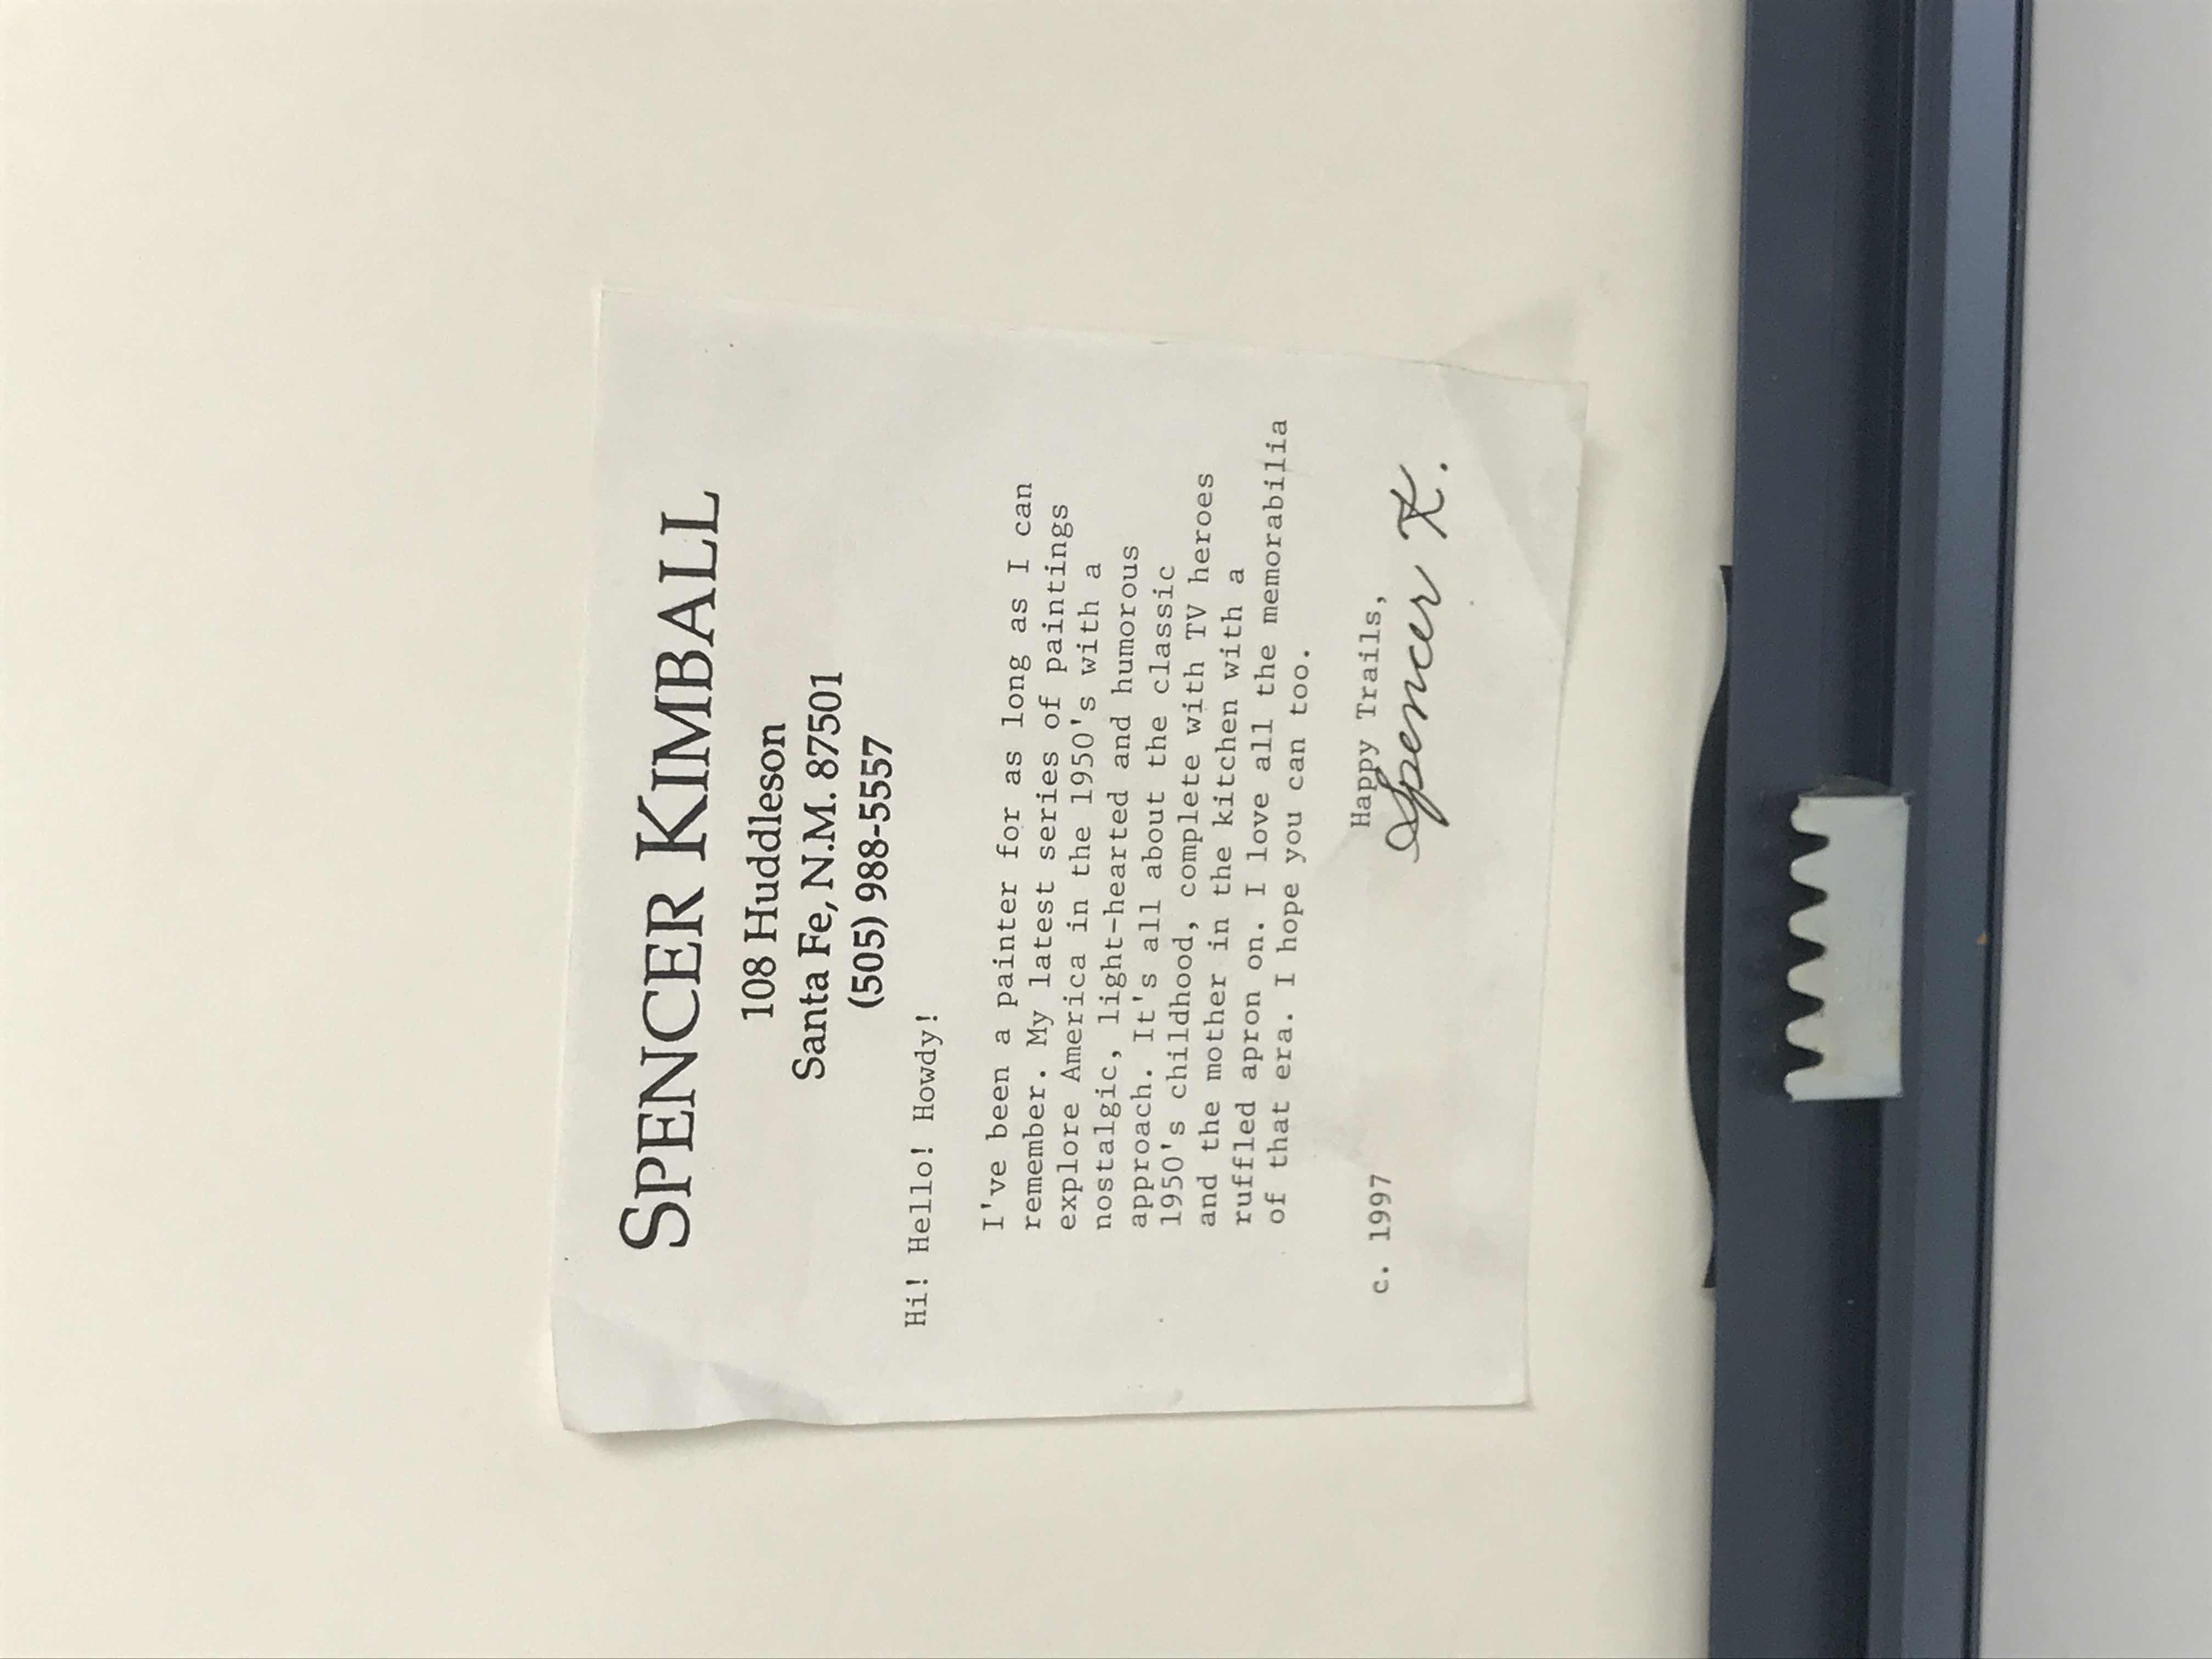 SPENCER KIMBALL
108 Huddleson
Santa Fe, N.M. 87501
(505) 988-5557
Hi! Hello! Howdy!
I've been a painter for as long as I can
remember. My latest series of paintings
explore America in the 1950's with a
nostalgic, light-hearted and humorous
approach. It's all about the classic
1950's childhood, complete with TV heroes
and the mother in the kitchen with a
ruffled apron on. I love all the memorabilia
of that era. I hope you can too.
Happy Trails,
Spencer K.
c. 1997